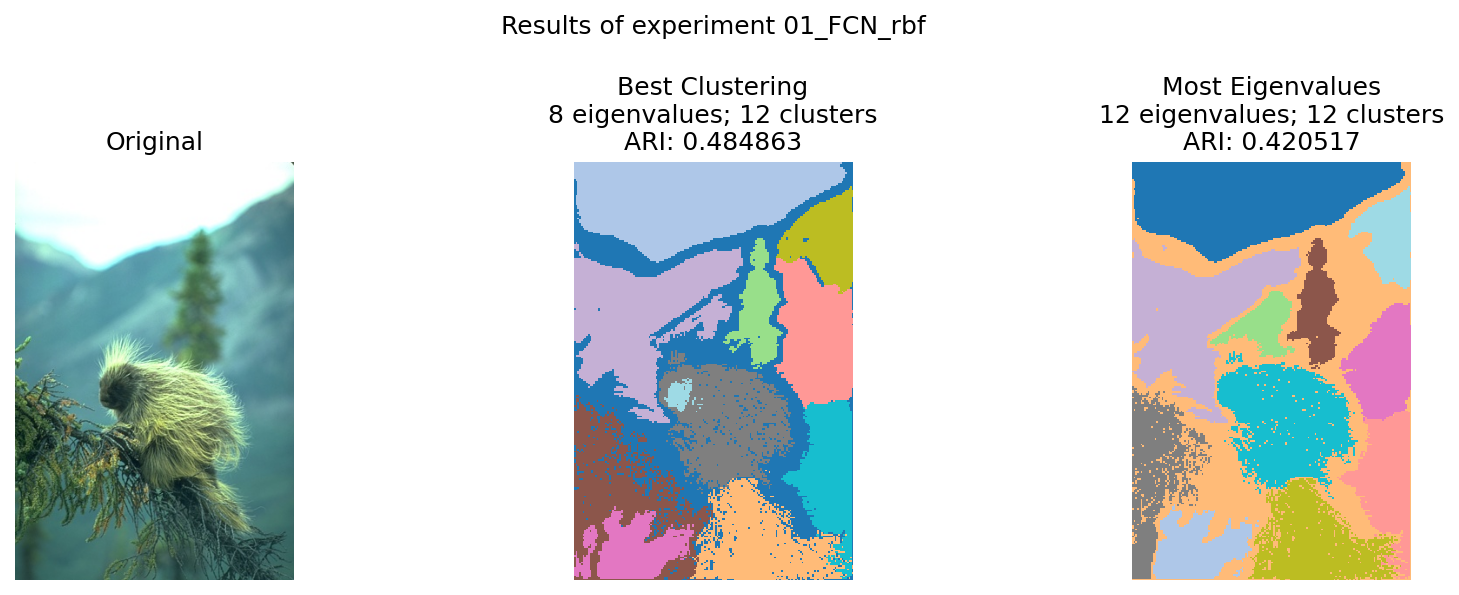 Results of experiment 01_FCN_rbf
Original
Best Clustering
8 eigenvalues; 12 clusters
ARI: 0.484863
Most Eigenvalues
12 eigenvalues; 12 clusters
ARI: 0.420517